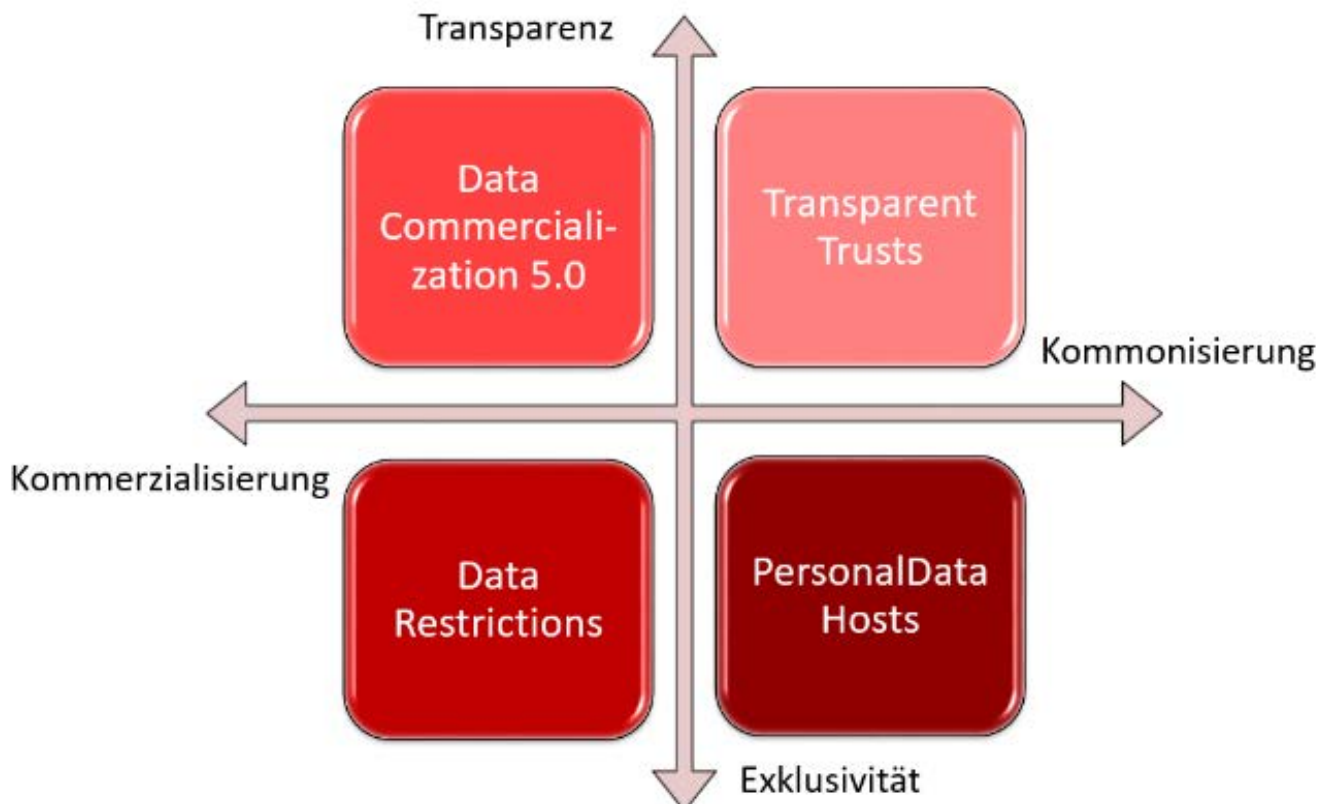 Transparenz
Data
Commerciali-
zation 5.0
Transparent
Trusts
Kommonisierung
Kommerzialisierung
Data
Restrictions
PersonalData
Hosts
Exklusivität